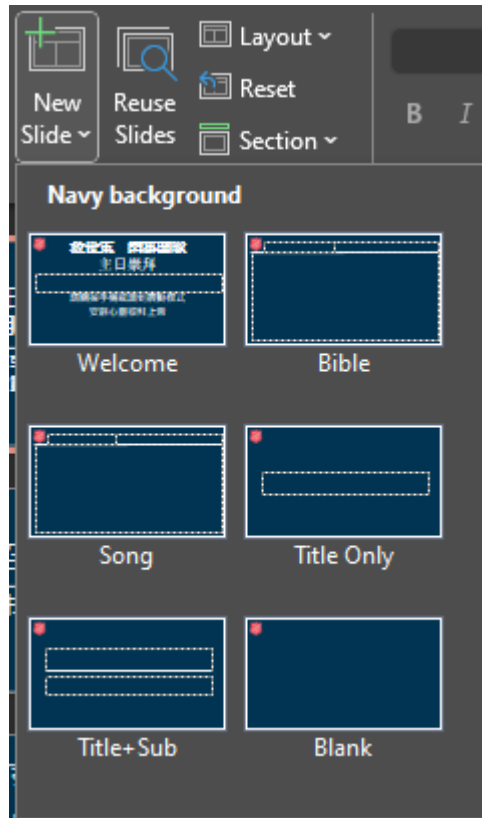 New
Slide
Reuse
Slides
Layout
Reset
Section
B I
Navy background
主日崇拜
Welcome
Bible
Song
Title Only
Title+Sub
Blank